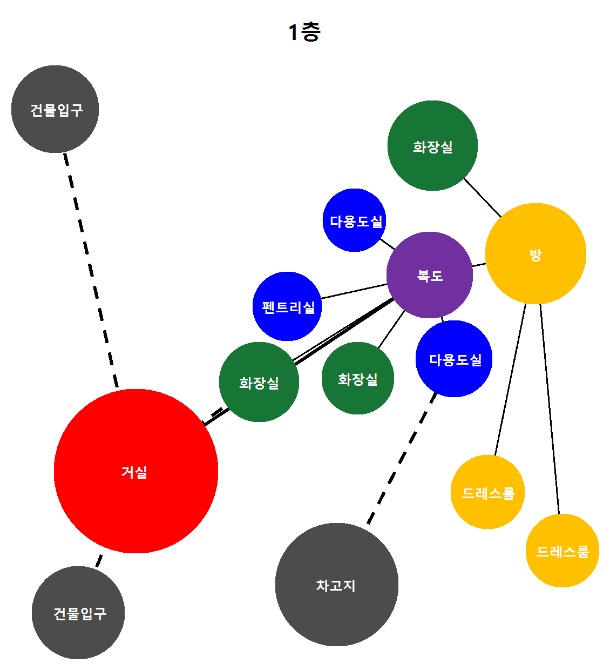 1층
건물입구
화장실
다용도실
방
복도
펜트리실
다용도실
화장실
화장실
거실
드레스룸
드레스룸
차고지
건물입구